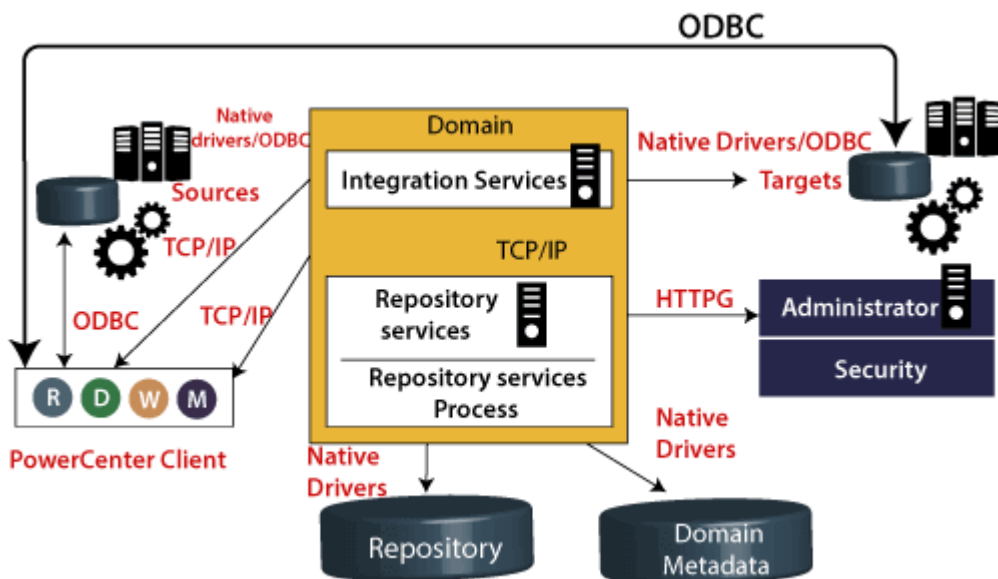 ODBC
Native
drivers/ODBC
Domain
Native Drivers/ODBC
Integration Services
Sources
Targets
TCP/IP
TCP/IP
ODBC
TCP/IP
Repository
services
HTTPG
Administrator
Security
Repository services
Process
R D W M
PowerCenter Client
Native
Drivers
Native
Drivers
Repository
Domain
Metadata